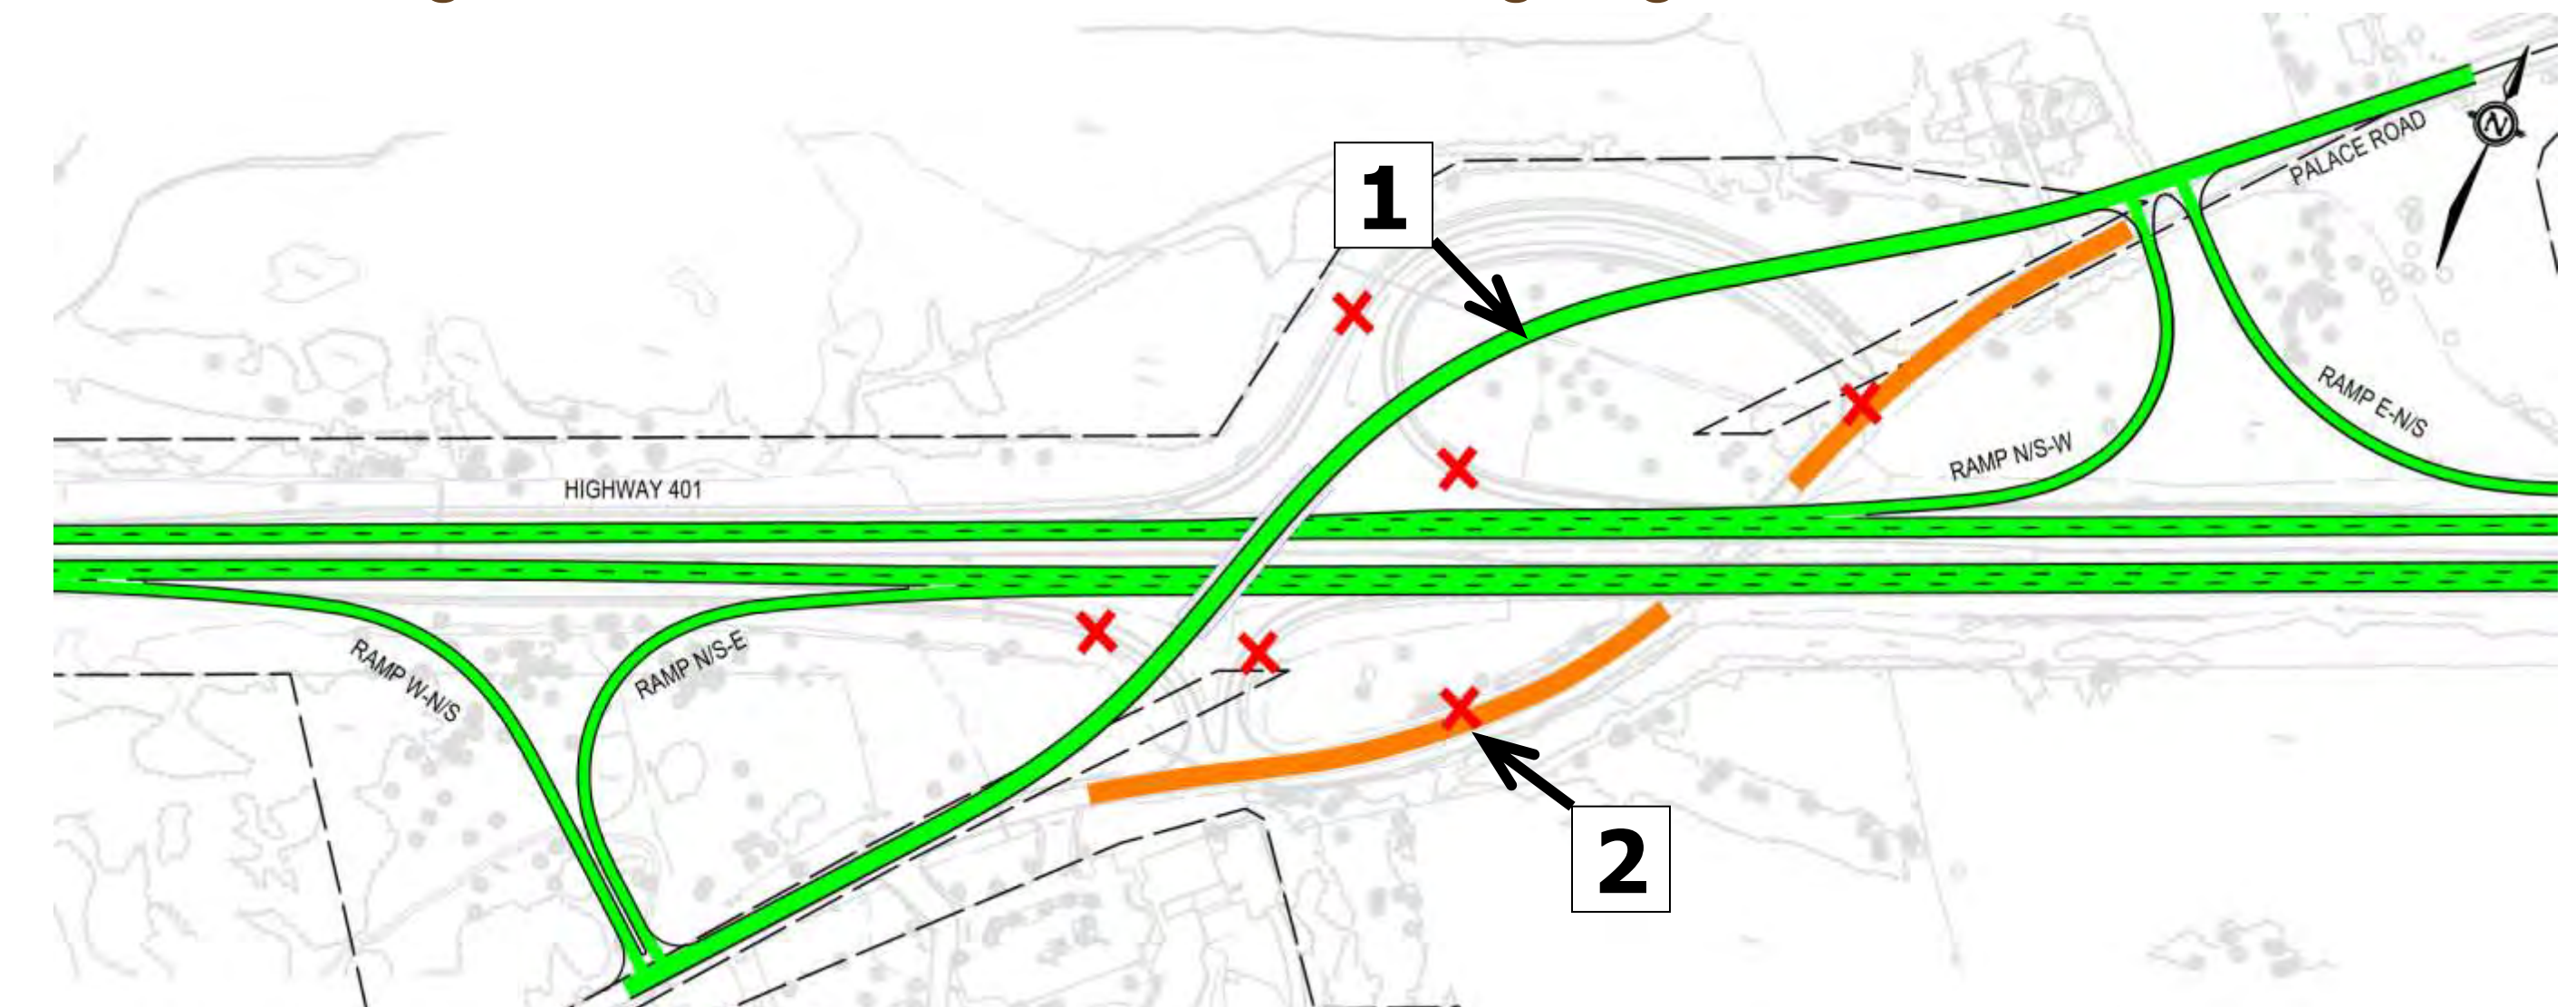 1
PALACE ROAD
N
RAMP E-N/S
RAMP N/S-W
HIGHWAY 401
RAMP W-N/S
RAMP N/S-E
2